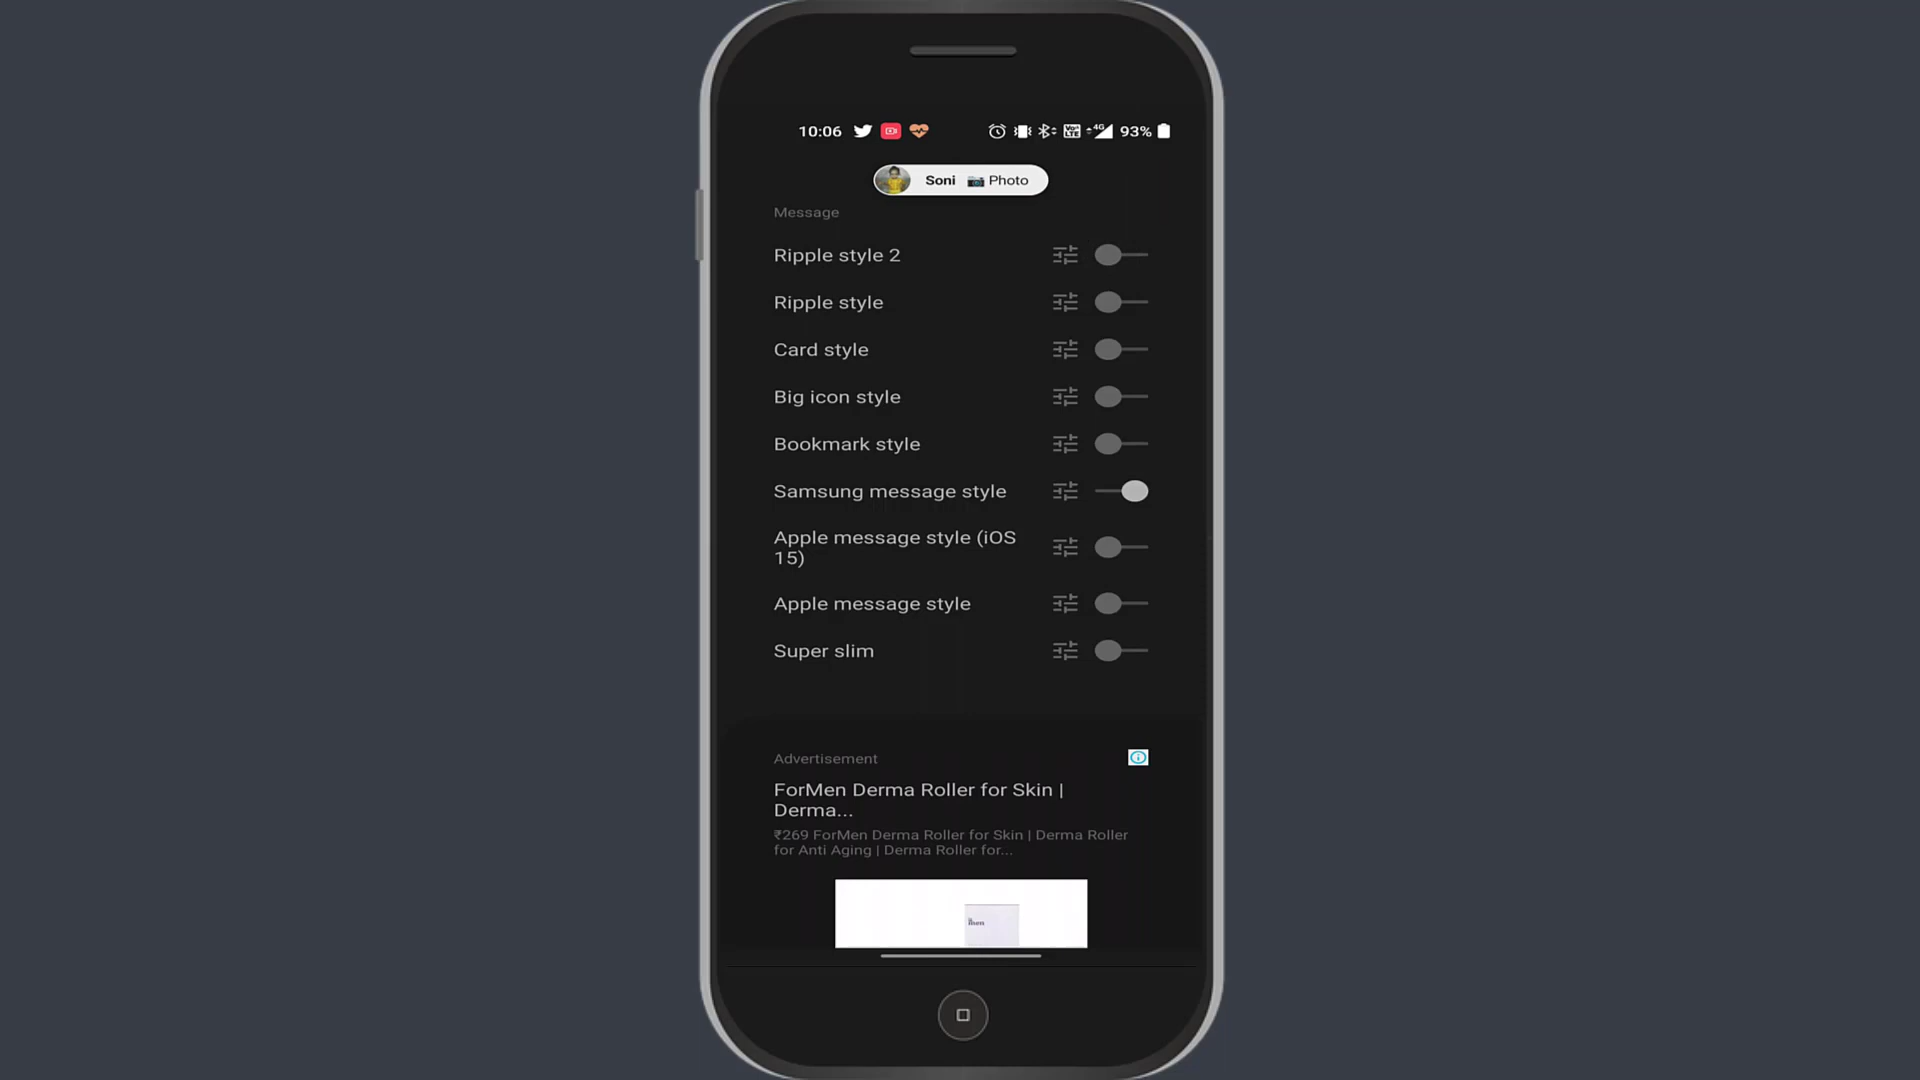 10:06
4G 93%
Soni Photo
Message
Ripple style 2
Ripple style
Card style
Big icon style
Bookmark style
Samsung message style
Apple message style (iOS
15)
Apple message style
Super slim
Advertisement
ForMen Derma Roller for Skin |
Derma...
₹269 ForMen Derma Roller for Skin | Derma Roller
for Anti Aging | Derma Roller for...